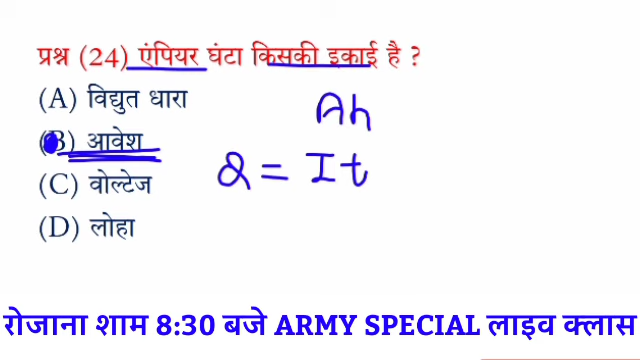 प्रश्न (24) एंपियर घंटा किसकी इकाई है ?
(A) विद्युत धारा
Ah
(B) आवेश
Q = It
(C) वोल्टेज
(D) लोहा
रोजाना शाम 8:30 बजे ARMY SPECIAL लाइव क्लास